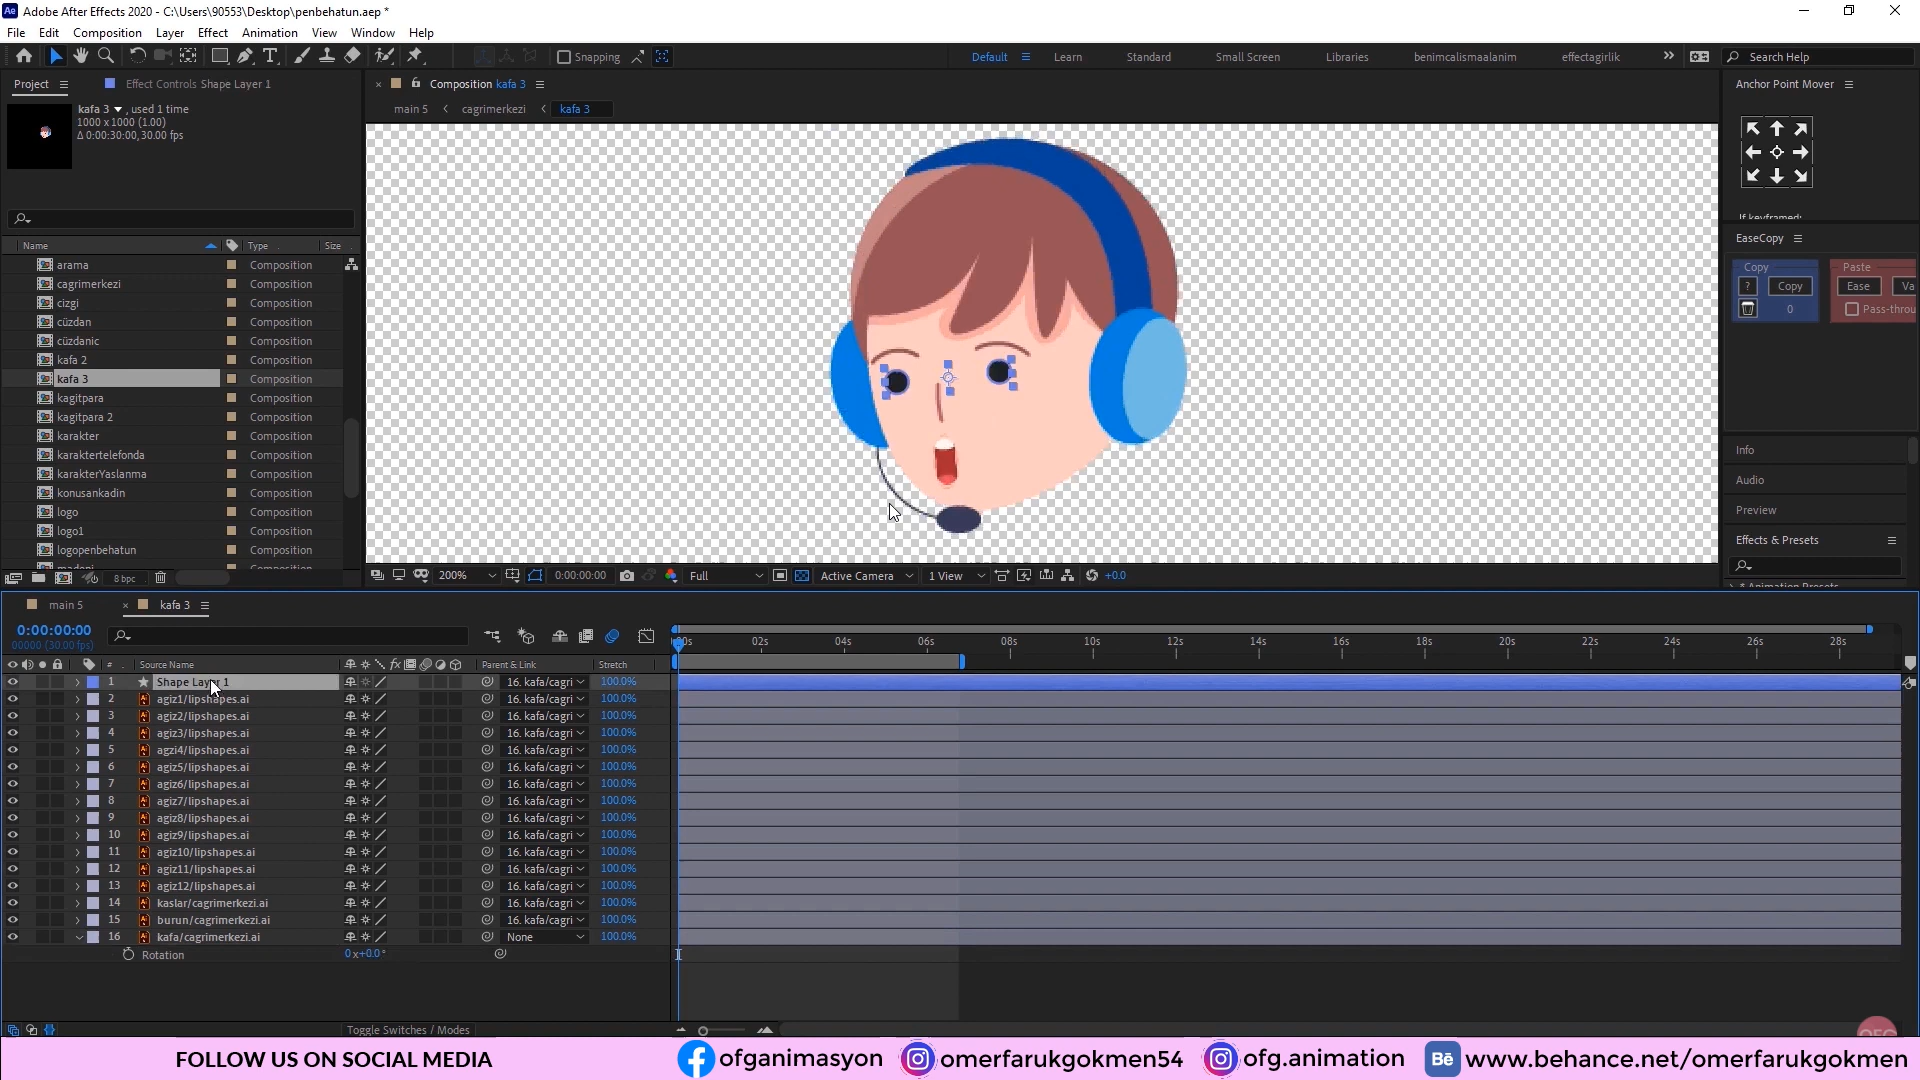 Adobe After Effects 2020 - C:\Users\90553\Desktop\penbehatun.aep *
File Edit Composition Layer Effect Animation View Window Help
Snapping Default Learn Standard Small Screen Libraries benimcalismaalanim effectagirlik Search Help
Project Effect Controls Shape Layer 1
kafa 3 , used 1 time
1000 x 1000 (1.00)
Δ 0:00:30:00, 30.00 fps
Name Type Size
arama Composition
cagrimerkezi Composition
cizgi Composition
cüzdan Composition
cüzdanic Composition
kafa 2 Composition
kafa 3 Composition
kagitpara Composition
kagitpara 2 Composition
karakter Composition
karaktertelefonda Composition
karakterYaslanma Composition
konusankadin Composition
logo Composition
logo1 Composition
logopenbehatun Composition
8 bpc
Composition kafa 3
main 5 cagrimerkezi kafa 3
200% 0:00:00:00 Full Active Camera 1 View +0.0
Anchor Point Mover
If keyframed:
EaseCopy
Copy Paste
? Copy Ease Va
0 Pass-throu
Info
Audio
Preview
Effects & Presets
* Animation Presets
main 5 kafa 3
0:00:00:00
00000 (30.00 fps)
02s 04s 06s 08s 10s 12s 14s 16s 18s 20s 22s 24s 26s 28s
# Source Name Parent & Link Stretch
1 Shape Layer 1 16. kafa/cagri 100.0%
2 agiz1/lipshapes.ai 16. kafa/cagri 100.0%
3 agiz2/lipshapes.ai 16. kafa/cagri 100.0%
4 agiz3/lipshapes.ai 16. kafa/cagri 100.0%
5 agzi4/lipshapes.ai 16. kafa/cagri 100.0%
6 agiz5/lipshapes.ai 16. kafa/cagri 100.0%
7 agiz6/lipshapes.ai 16. kafa/cagri 100.0%
8 agiz7/lipshapes.ai 16. kafa/cagri 100.0%
9 agiz8/lipshapes.ai 16. kafa/cagri 100.0%
10 agiz9/lipshapes.ai 16. kafa/cagri 100.0%
11 agiz10/lipshapes.ai 16. kafa/cagri 100.0%
12 agiz11/lipshapes.ai 16. kafa/cagri 100.0%
13 agiz12/lipshapes.ai 16. kafa/cagri 100.0%
14 kaslar/cagrimerkezi.ai 16. kafa/cagri 100.0%
15 burun/cagrimerkezi.ai 16. kafa/cagri 100.0%
16 kafa/cagrimerkezi.ai None 100.0%
Rotation 0x+0.0°
Toggle Switches / Modes
FOLLOW US ON SOCIAL MEDIA ofganimasyon omerfarukgokmen54 ofg.animation Bē www.behance.net/omerfarukgokmen